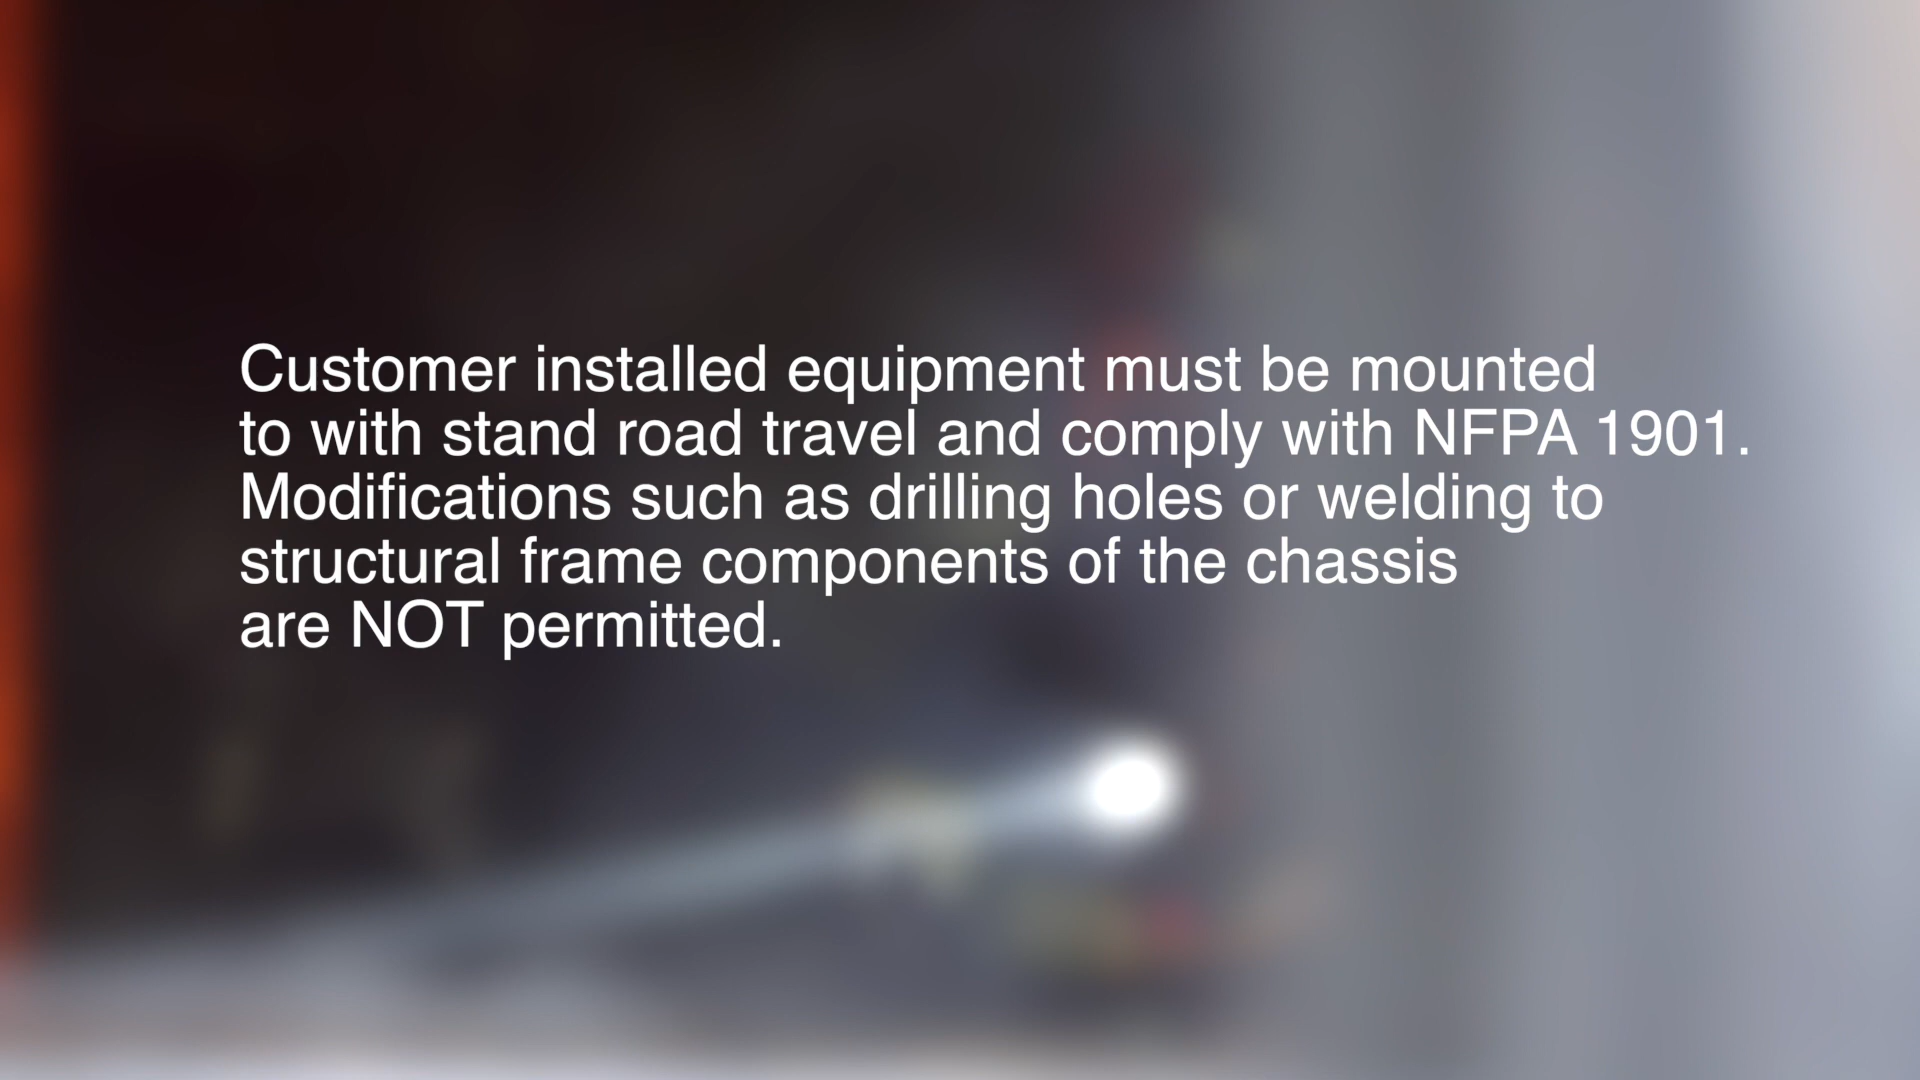 Customer installed equipment must be mounted
to with stand road travel and comply with NFPA 1901.
Modifications such as drilling holes or welding to
structural frame components of the chassis
are NOT permitted.